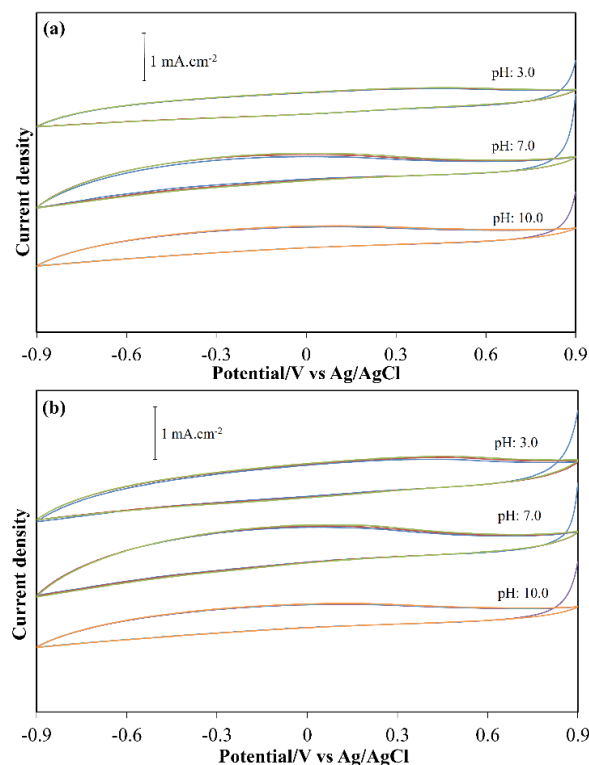 (a)
1 mA.cm-2
pH: 3.0
pH: 7.0
pH: 10.0
Current density
-0.9 -0.6 -0.3 0 0.3 0.6 0.9
Potential/V vs Ag/AgCl
(b)
1 mA.cm-2
pH: 3.0
pH: 7.0
pH: 10.0
Current density
-0.9 -0.6 -0.3 0 0.3 0.6 0.9
Potential/V vs Ag/AgCl